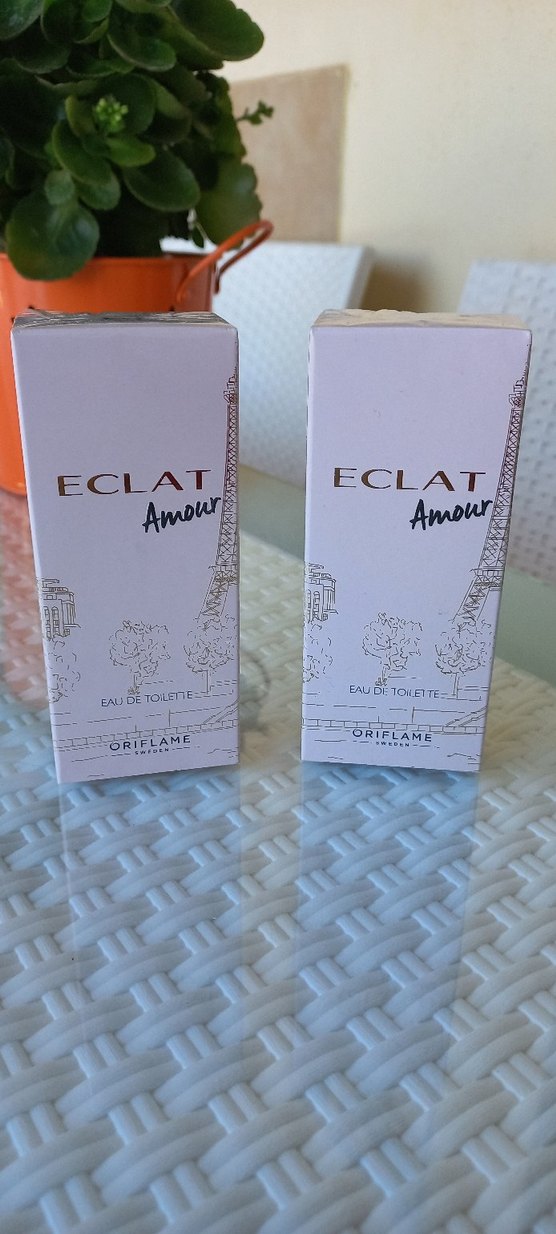 ECLAT
Amour
EAU DE TOILETTE
ORIFLAME
SWEDEN
ECLAT
Amour
EAU DE TOILETTE
ORIFLAME
SWEDEN